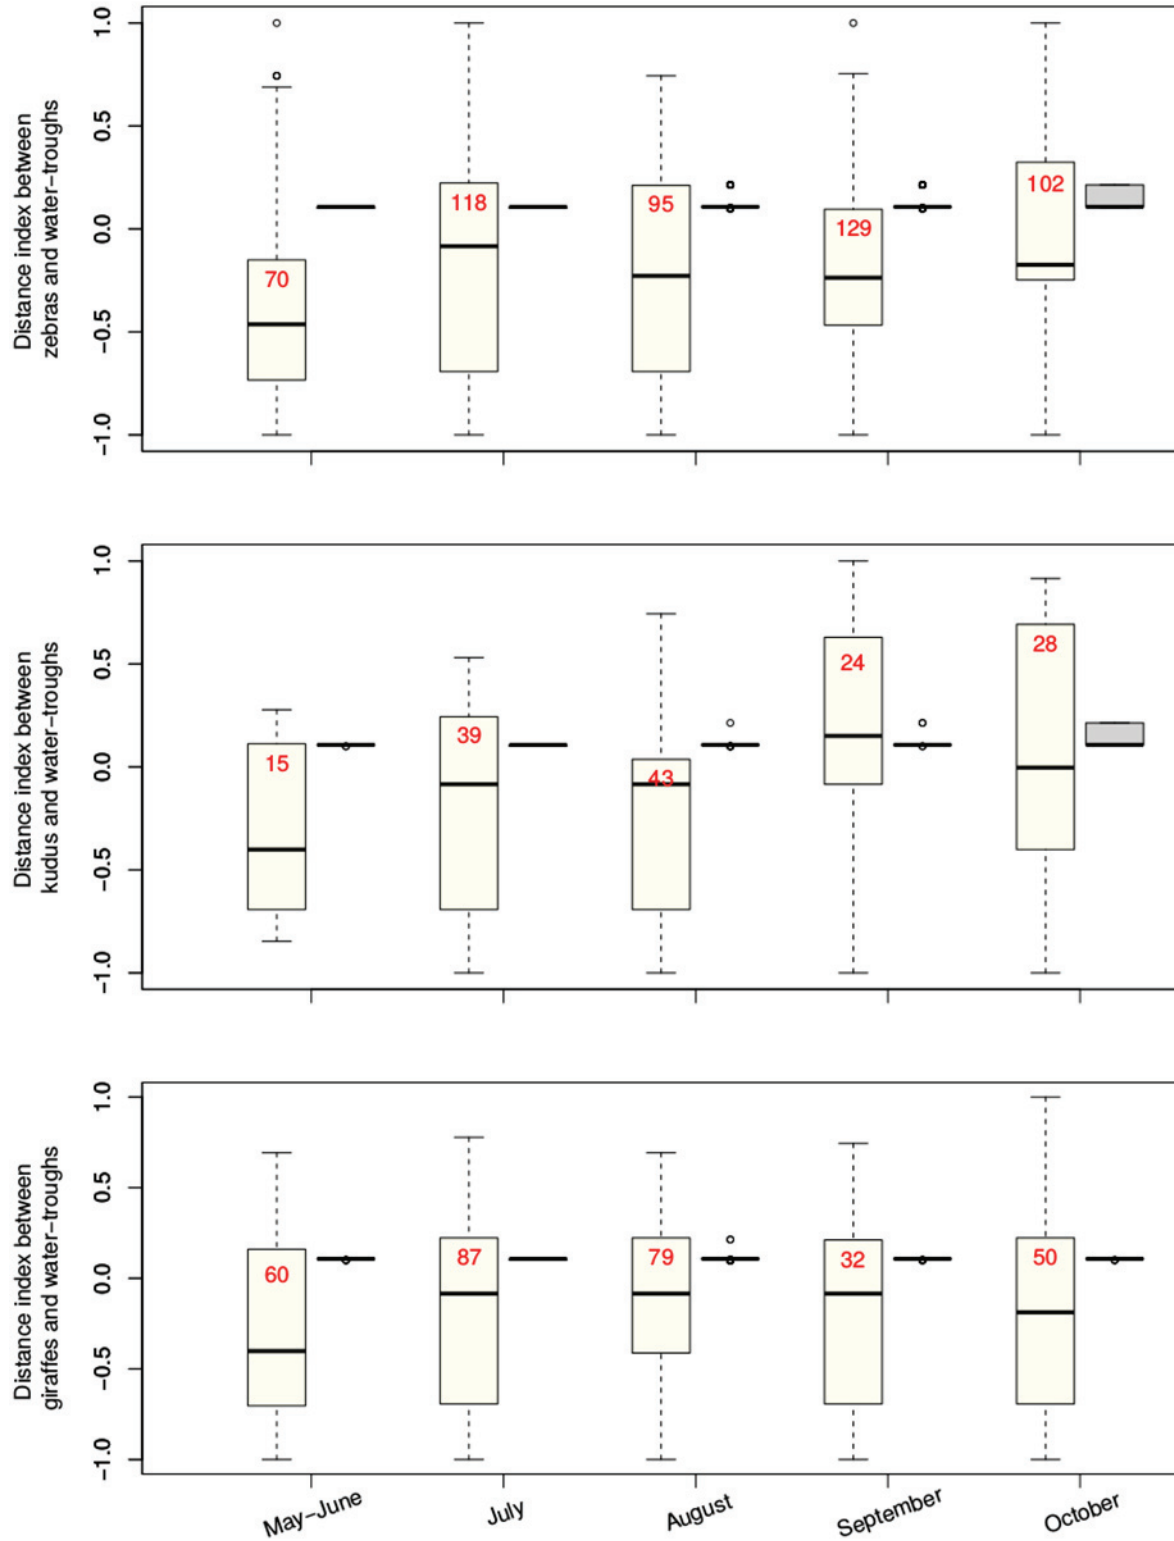 Distance index between
zebras and water-troughs
1.0
0.5
0.0
-0.5
-1.0
70
118
95
129
102
Distance index between
kudus and water-troughs
1.0
0.5
0.0
-0.5
-1.0
15
39
43
24
28
Distance index between
giraffes and water-troughs
1.0
0.5
0.0
-0.5
-1.0
60
87
79
32
50
May-June
July
August
September
October